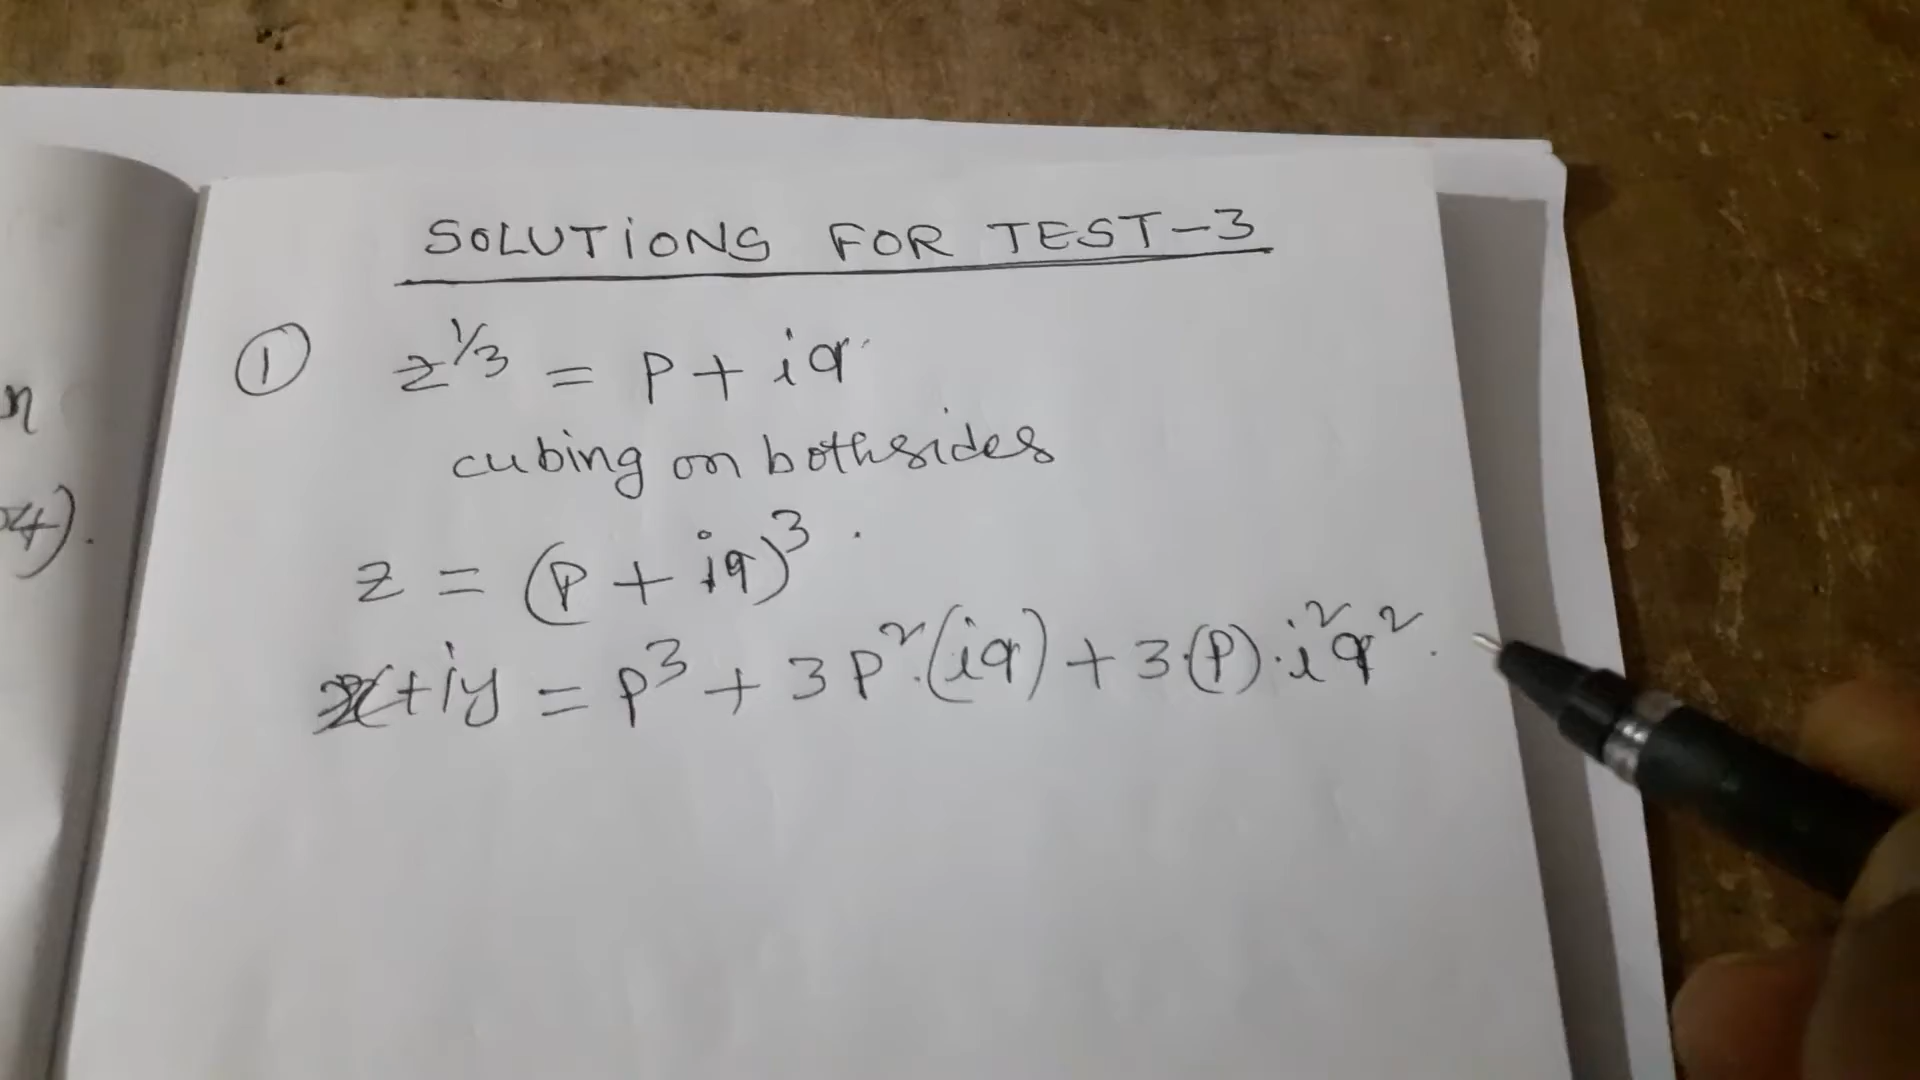 SOLUTIONS FOR TEST-3
① z^1/3 = p + iq
cubing on bothsides
z = (p + iq)^3.
x+iy = p^3 + 3p^2.(iq) + 3.(p).i^2q^2.
n
4).